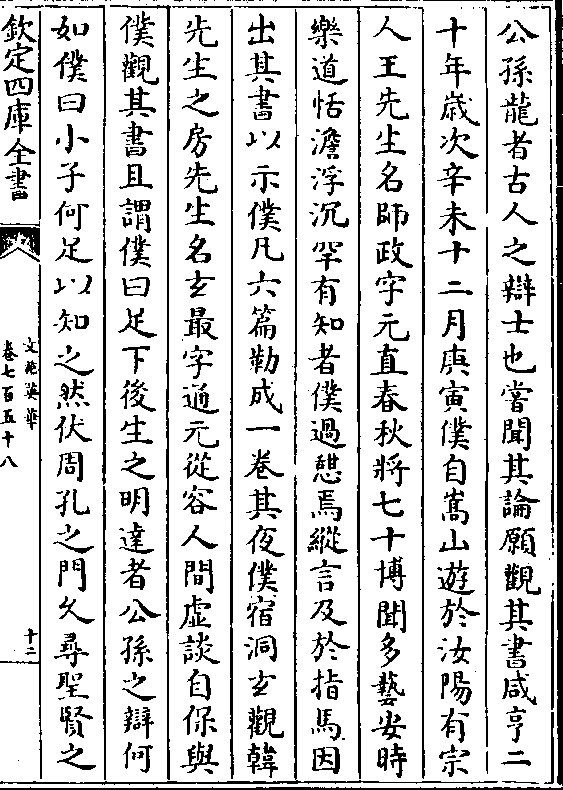 公孫龍者古人之辯士也嘗聞其論願觀其書咸亨二
十年歳次辛未十二月庚寅僕自嵩山遊於汝陽有宗
人王先生名師政字元直春秋將七十博聞多藝安時
樂道恬澹浮沉罕有知者僕過憇焉縱言及於指馬因
出其書以示僕凡六篇勒成一卷其夜僕宿洞玄觀韓
先生之房先生名玄最字通元從容人間虛談自保與
僕觀其書且謂僕曰足下後生之明達者公孫之辯何
如僕曰小子何足以知之然伏周孔之門久尋聖賢之
欽定四庫全書
文苑英華
卷七百五十八
十二